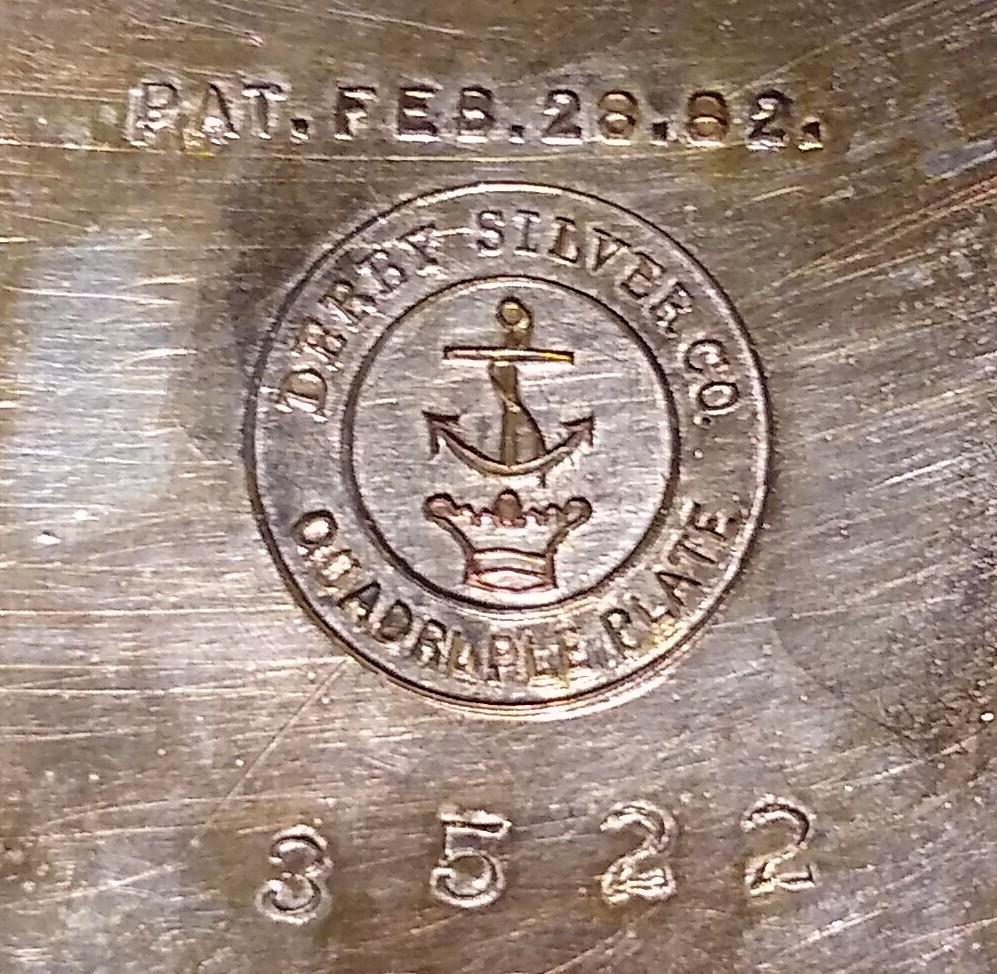 PAT. FEB. 28. 82.
DERBY SILVER CO.
QUADRUPLE PLATE
3522